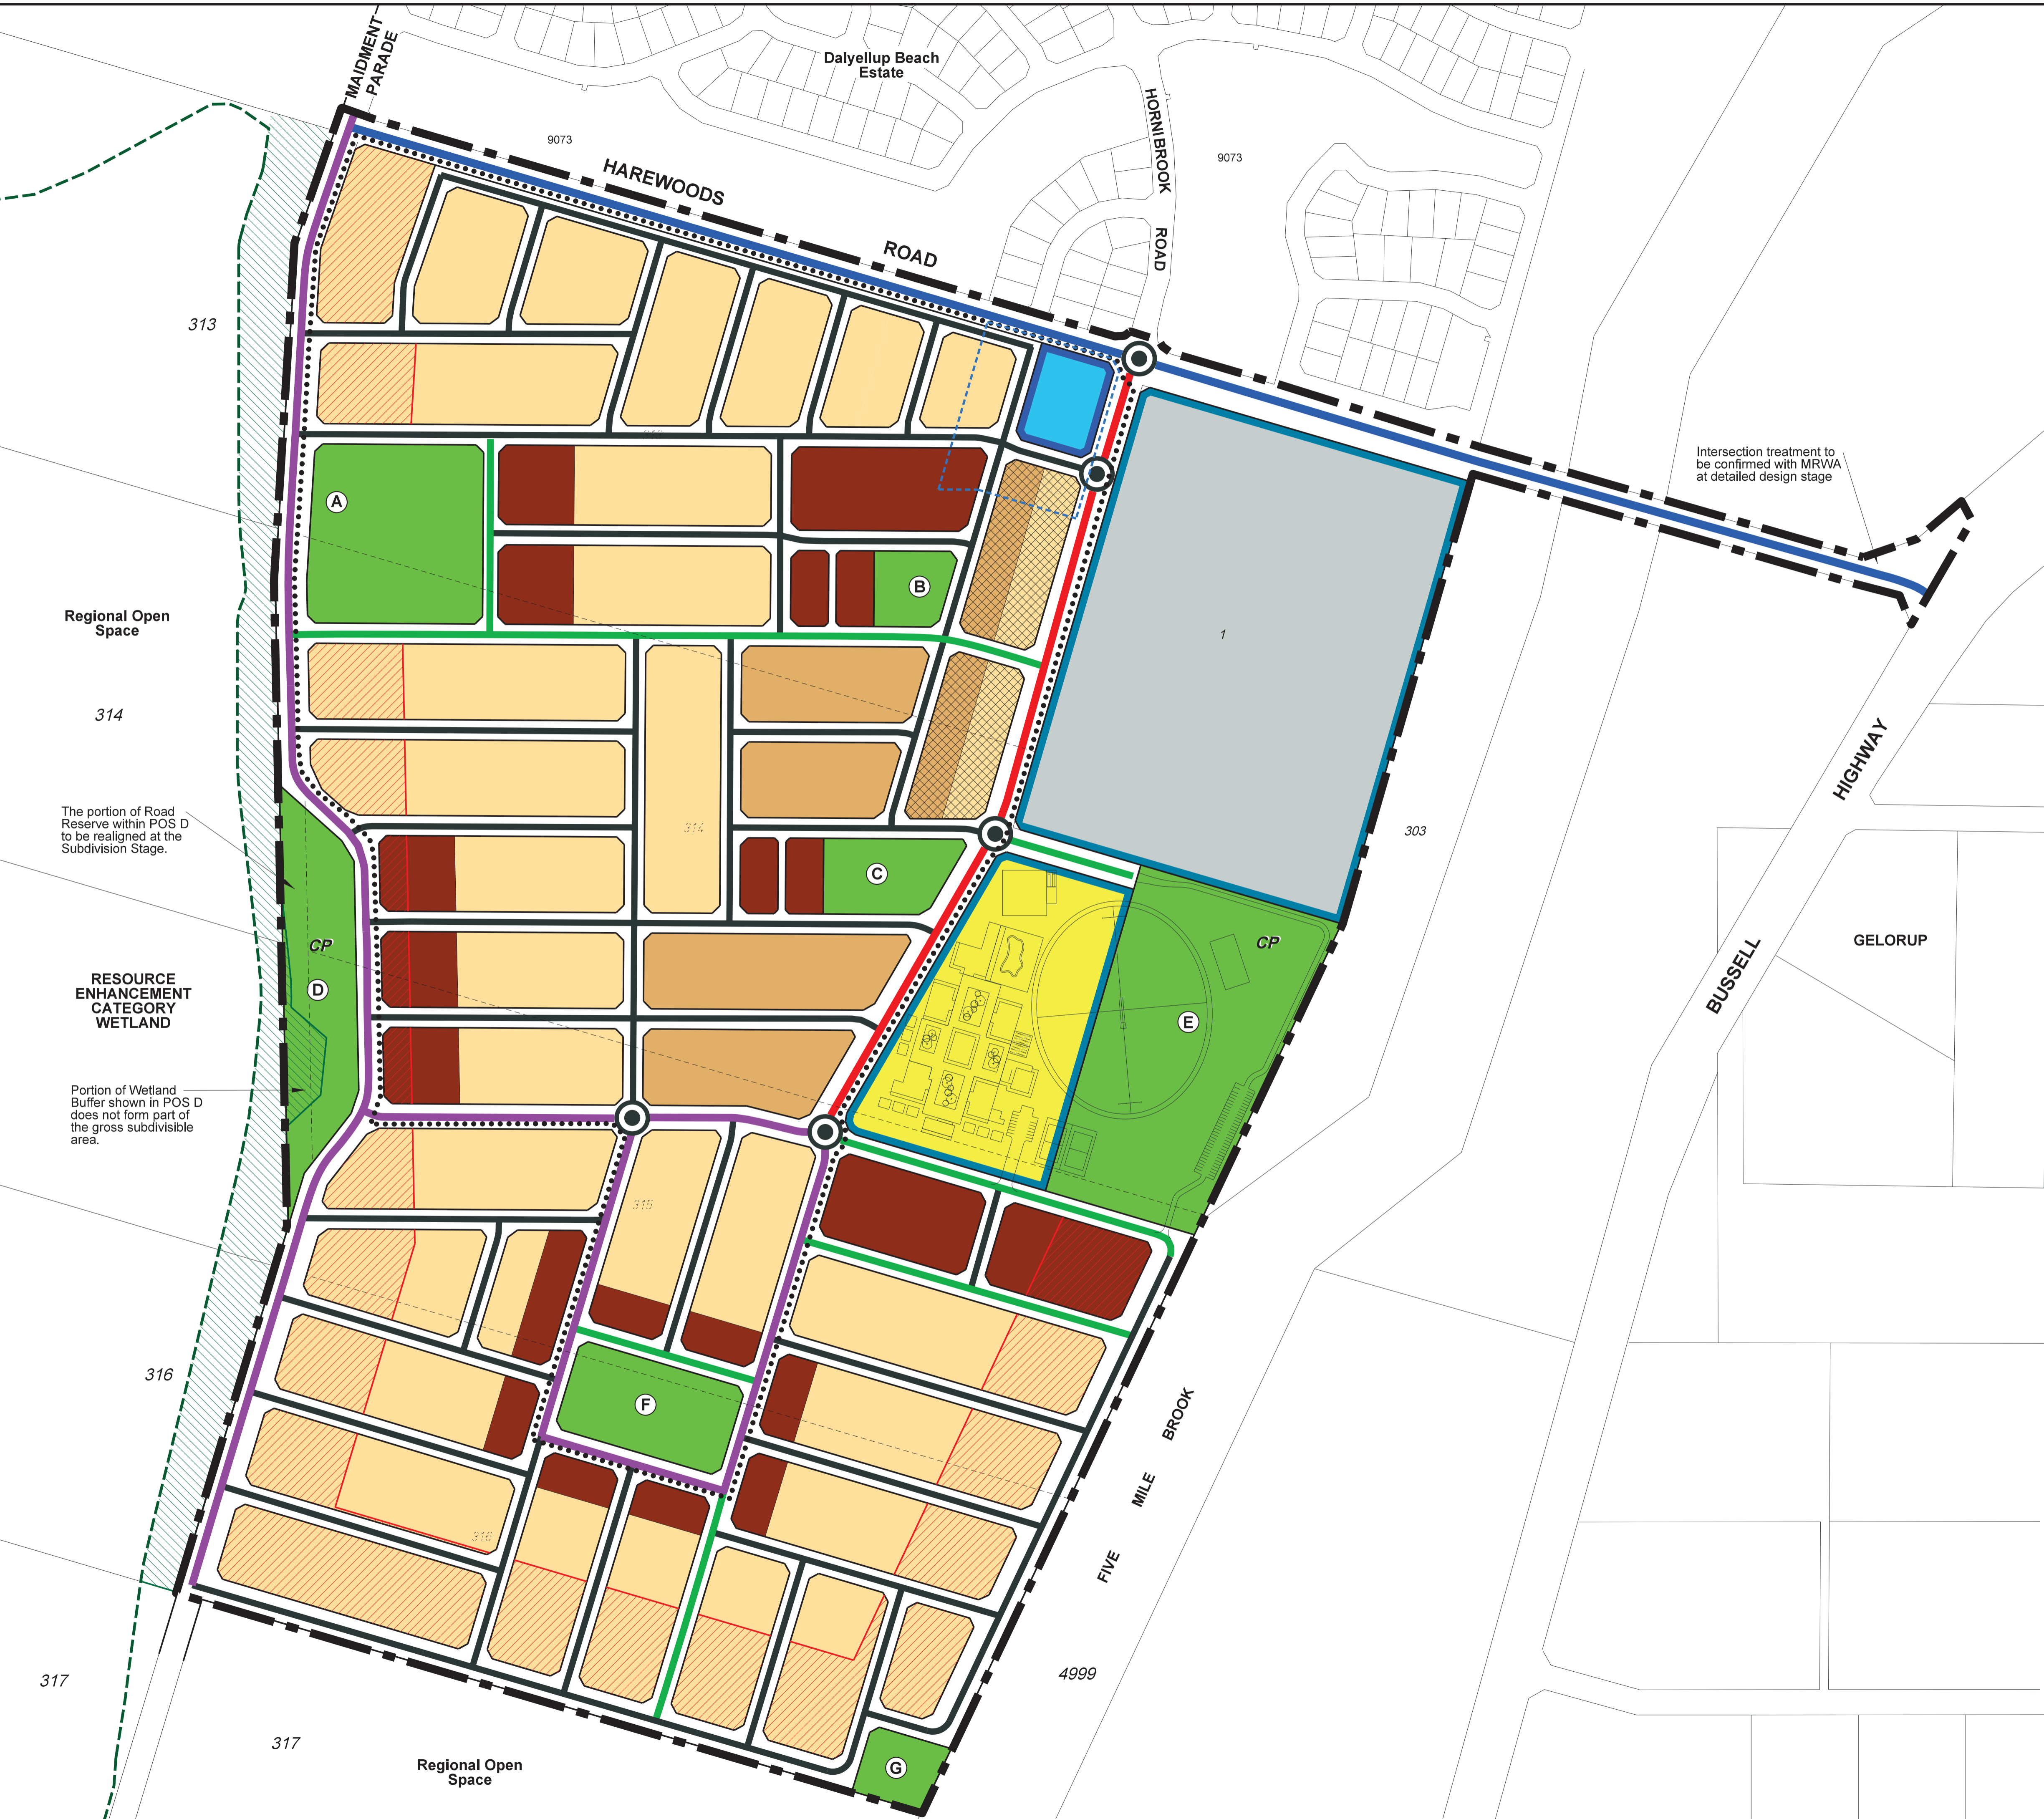 MAIDMENT
PARADE
Dalyellup Beach
Estate
HORNIBROOK
ROAD
9073
9073
HAREWOODS
ROAD
313
Intersection treatment to
be confirmed with MRWA
at detailed design stage
A
B
Regional Open
Space
1
314
HIGHWAY
The portion of Road
Reserve within POS D
to be realigned at the
Subdivision Stage.
314
303
C
CP
CP
GELORUP
BUSSELL
RESOURCE
ENHANCEMENT
CATEGORY
WETLAND
D
E
Portion of Wetland
Buffer shown in POS D
does not form part of
the gross subdivisible
area.
315
316
F
BROOK
MILE
FIVE
316
317
4999
317
Regional Open
Space
G